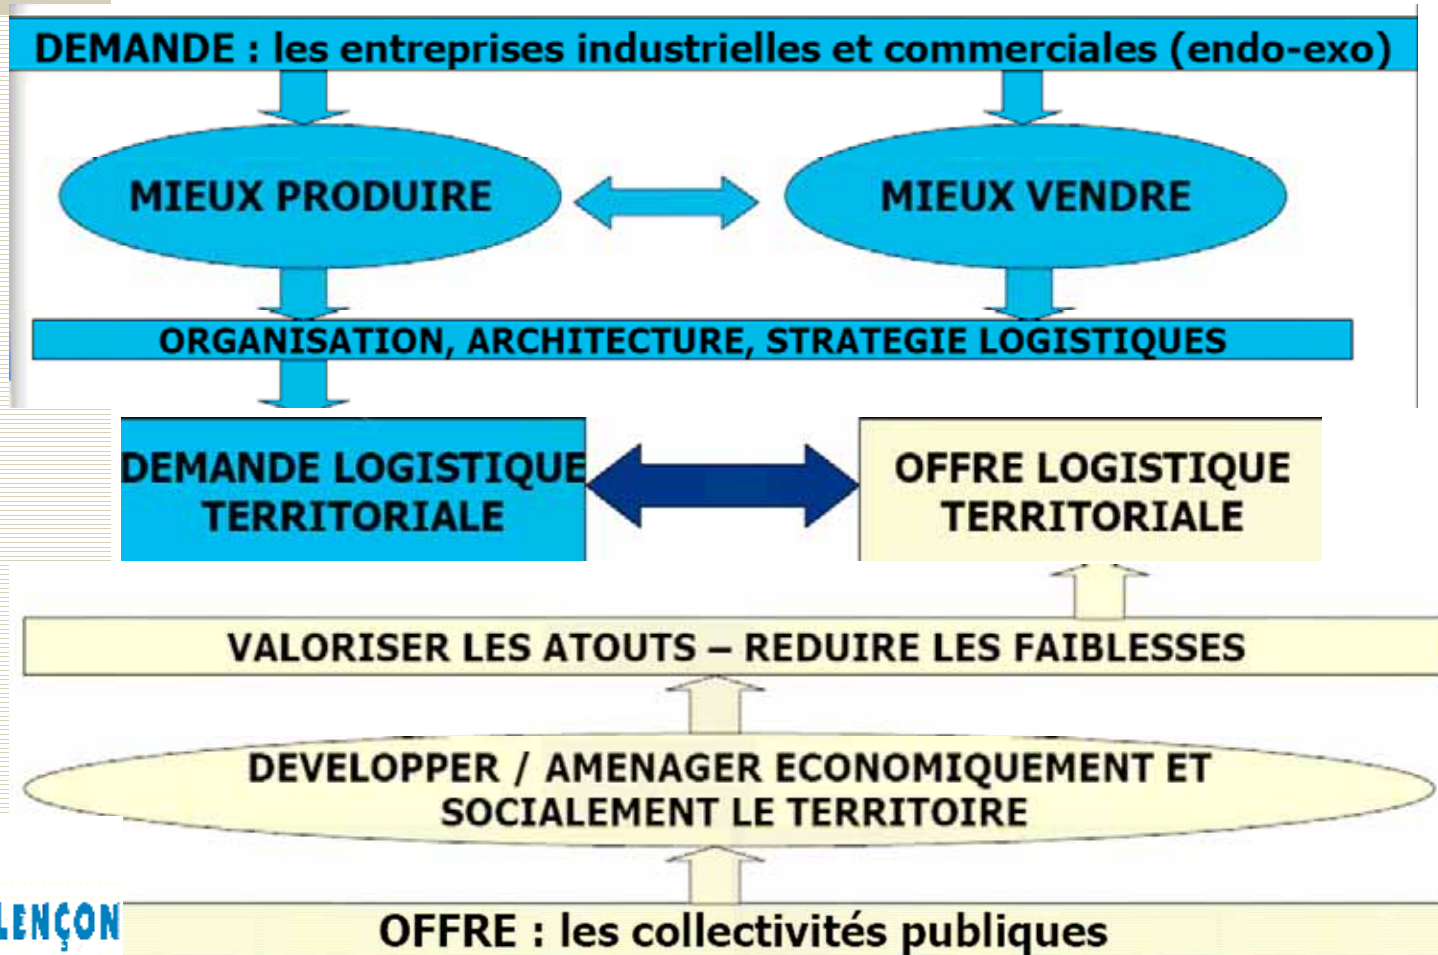 DEMANDE : les entreprises industrielles et commerciales (endo-exo)
MIEUX PRODUIRE
MIEUX VENDRE
ORGANISATION, ARCHITECTURE, STRATEGIE LOGISTIQUES
DEMANDE LOGISTIQUE
TERRITORIALE
OFFRE LOGISTIQUE
TERRITORIALE
VALORISER LES ATOUTS – REDUIRE LES FAIBLESSES
DEVELOPPER / AMENAGER ECONOMIQUEMENT ET
SOCIALEMENT LE TERRITOIRE
LENÇON
OFFRE : les collectivités publiques